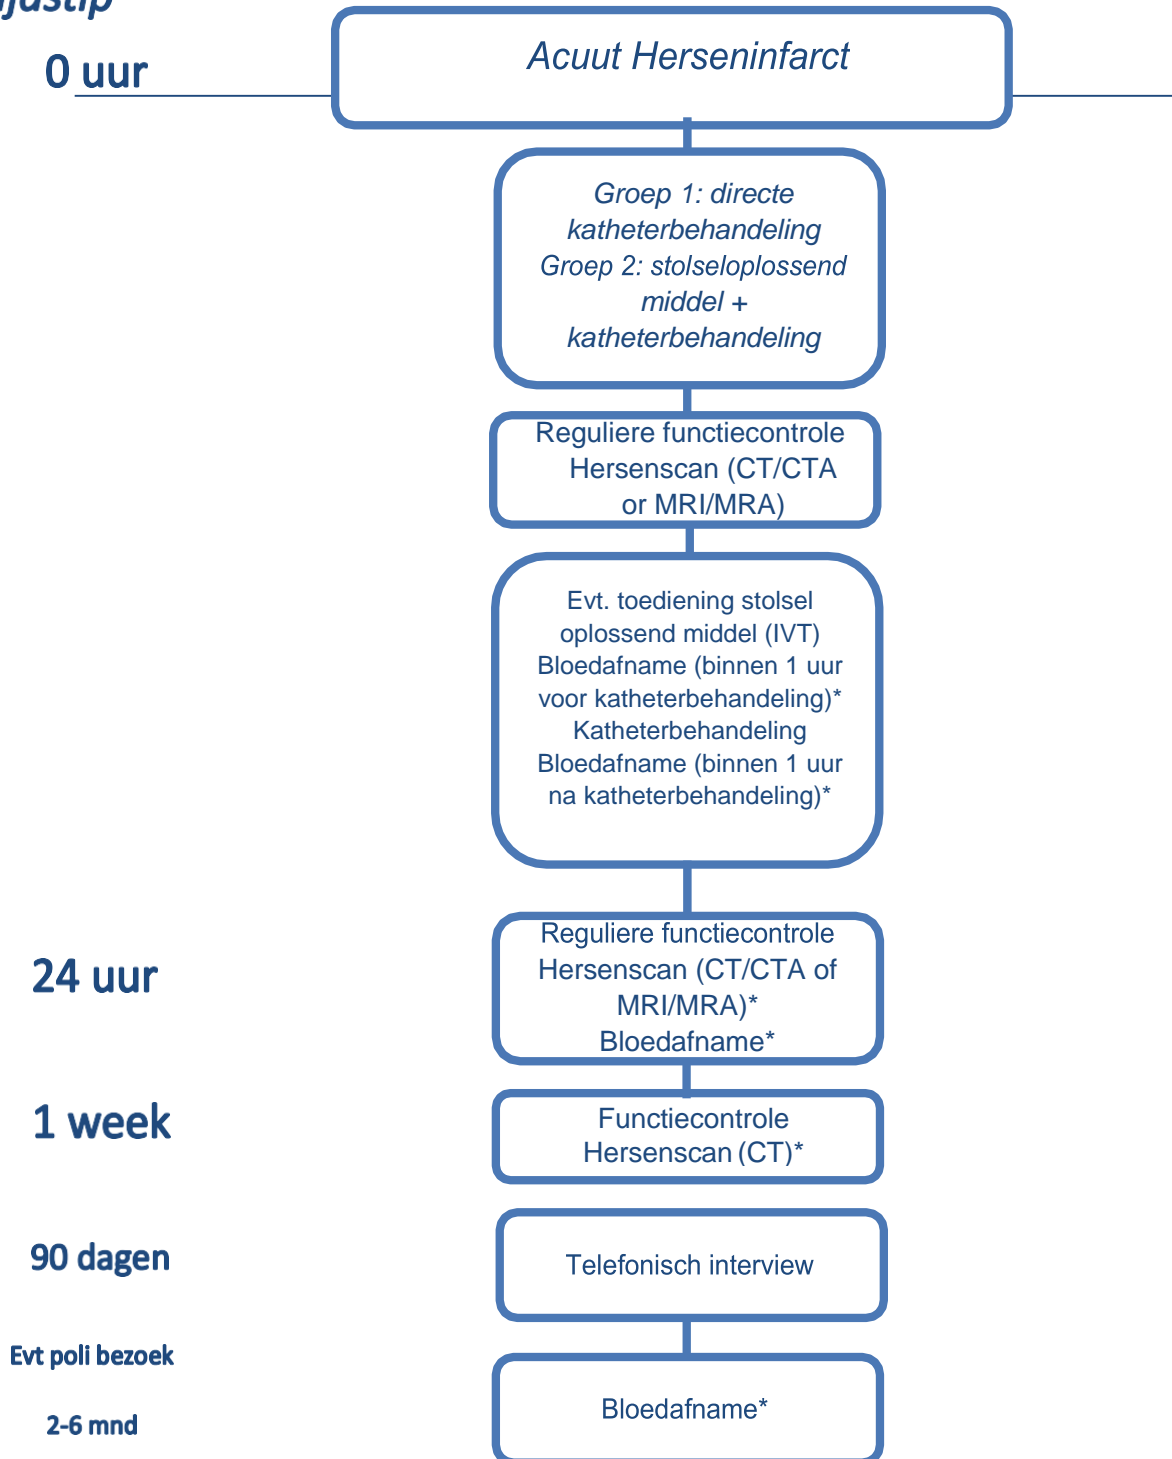 0 uur
Acuut Herseninfarct
Groep 1: directe
katheterbehandeling
Groep 2: stolseloplossend
middel +
katheterbehandeling
Reguliere functiecontrole
Hersenscan (CT/CTA
or MRI/MRA)
Evt. toediening stolsel
oplossend middel (IVT)
Bloedafname (binnen 1 uur
voor katheterbehandeling)*
Katheterbehandeling
Bloedafname (binnen 1 uur
na katheterbehandeling)*
24 uur
Reguliere functiecontrole
Hersenscan (CT/CTA of
MRI/MRA)*
Bloedafname*
1 week
Functiecontrole
Hersenscan (CT)*
90 dagen
Telefonisch interview
Evt poli bezoek
2-6 mnd
Bloedafname*